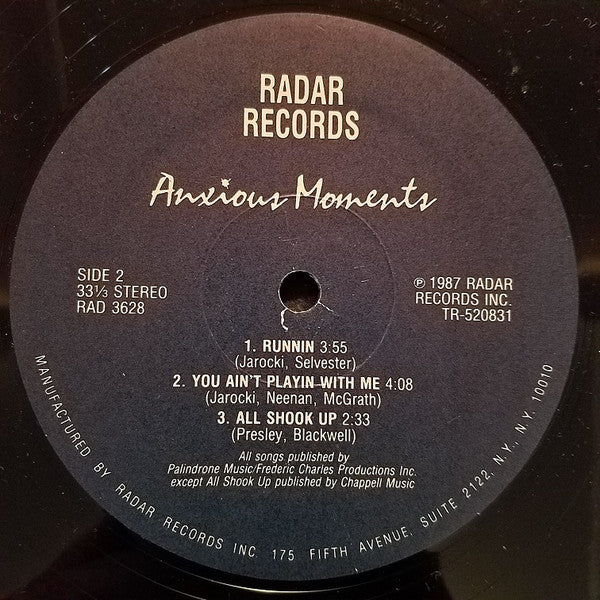 RADAR
RECORDS
Anxious Moments
SIDE 2
33⅓ STEREO
RAD 3628
℗ 1987 RADAR
RECORDS INC.
TR-520831
1. RUNNIN 3:55
(Jarocki, Selvester)
2. YOU AIN'T PLAYIN WITH ME 4:08
(Jarocki, Neenan, McGrath)
3. ALL SHOOK UP 2:33
(Presley, Blackwell)
All songs published by
Palindrone Music/Frederic Charles Productions Inc.
except All Shook Up published by Chappell Music
MANUFACTURED BY RADAR RECORDS INC. 175 FIFTH AVENUE, SUITE 2122, N.Y., N.Y. 10010